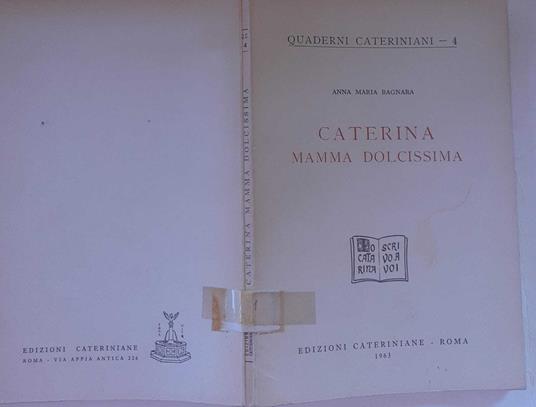 QUADERNI CATERINIANI - 4
ANNA MARIA BAGNARA
CATERINA
MAMMA DOLCISSIMA
IO
CATA
RINA
SCRI
VO A
VOI
EDIZIONI CATERINIANE - ROMA
1963
CATERINA MAMMA DOLCISSIMA
EDIZIONI CATERINIANE
ROMA - VIA APPIA ANTICA 226